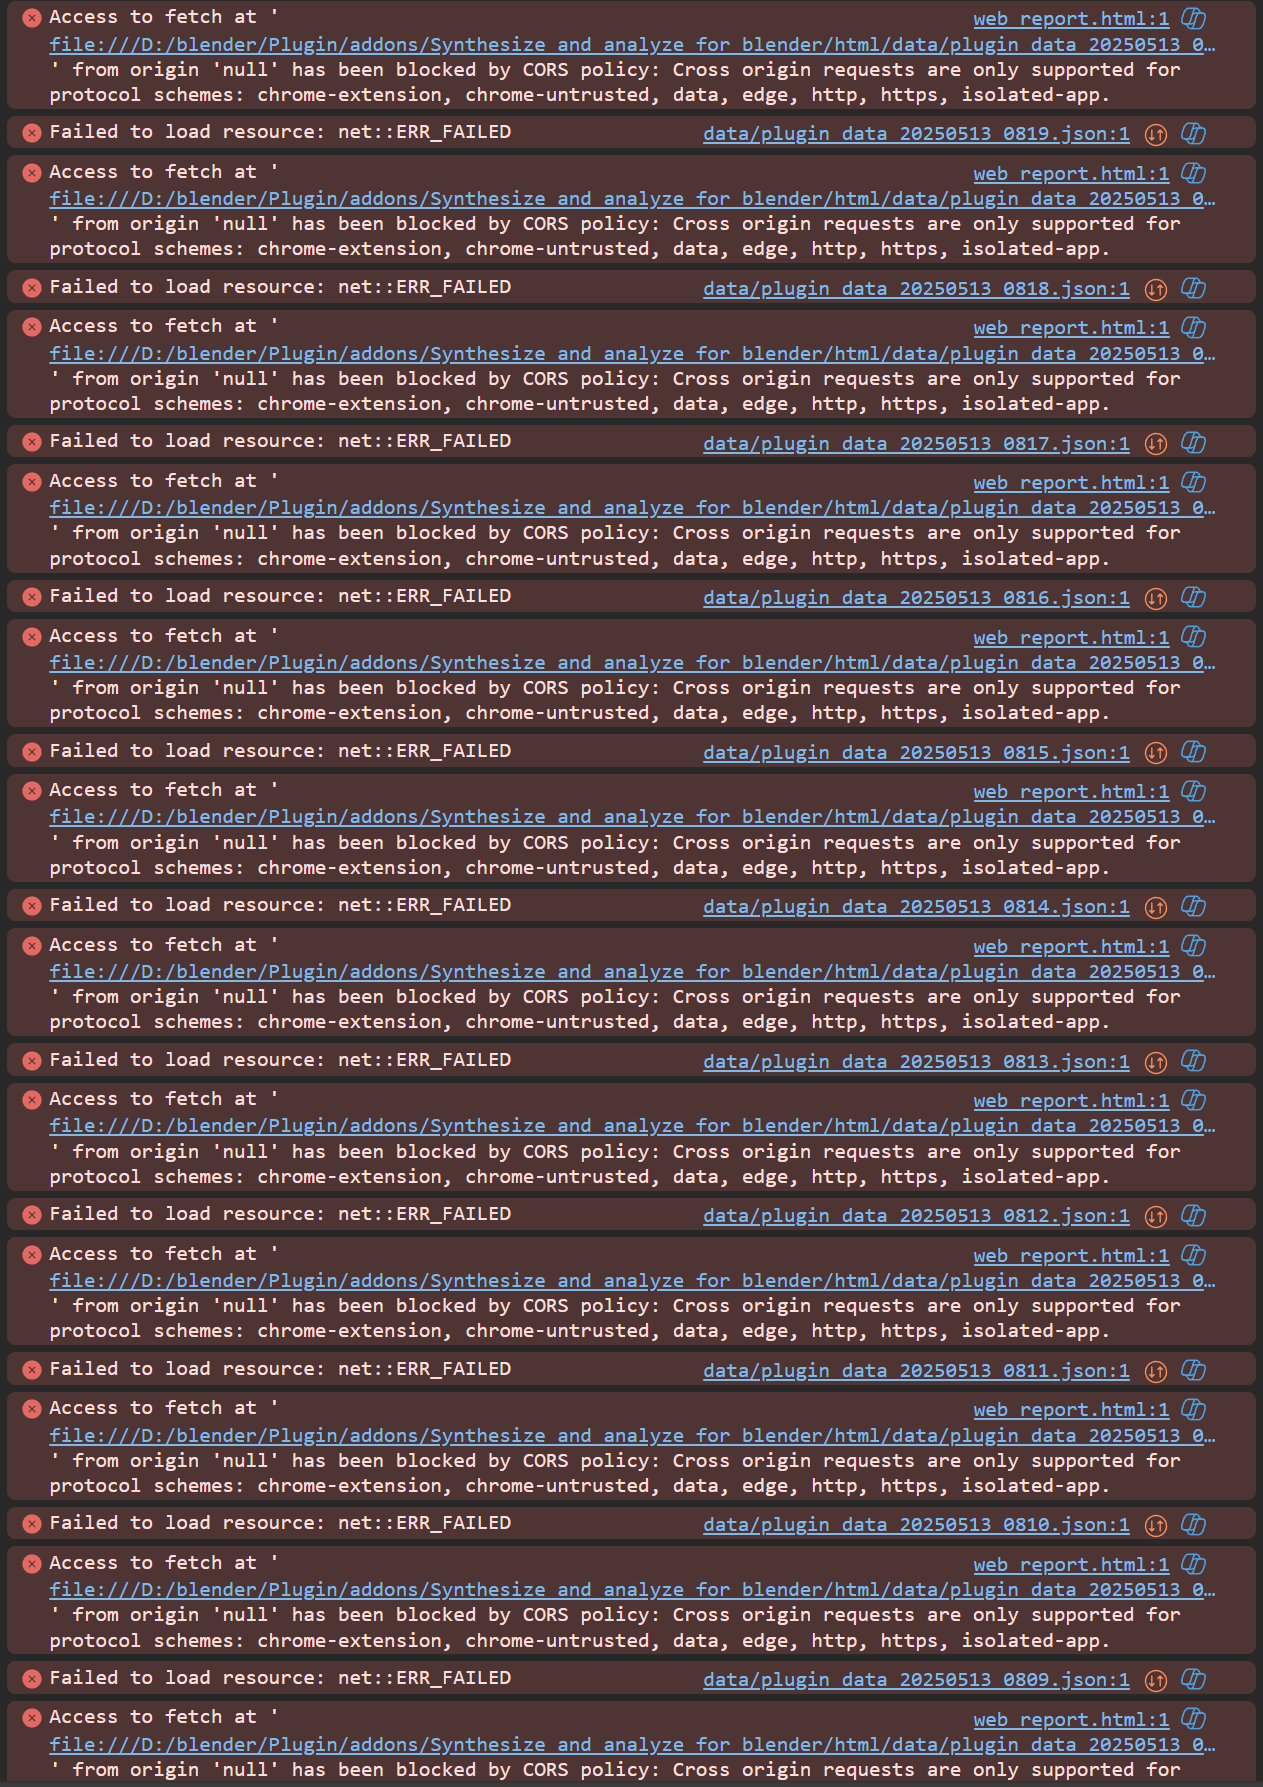 Access to fetch at ' web_report.html:1
file:///D:/blender/Plugin/addons/Synthesize_and_analyze_for_blender/html/data/plugin_data_20250513_0…
' from origin 'null' has been blocked by CORS policy: Cross origin requests are only supported for
protocol schemes: chrome-extension, chrome-untrusted, data, edge, http, https, isolated-app.
Failed to load resource: net::ERR_FAILED data/plugin_data_20250513_0819.json:1
Access to fetch at ' web_report.html:1
file:///D:/blender/Plugin/addons/Synthesize_and_analyze_for_blender/html/data/plugin_data_20250513_0…
' from origin 'null' has been blocked by CORS policy: Cross origin requests are only supported for
protocol schemes: chrome-extension, chrome-untrusted, data, edge, http, https, isolated-app.
Failed to load resource: net::ERR_FAILED data/plugin_data_20250513_0818.json:1
Access to fetch at ' web_report.html:1
file:///D:/blender/Plugin/addons/Synthesize_and_analyze_for_blender/html/data/plugin_data_20250513_0…
' from origin 'null' has been blocked by CORS policy: Cross origin requests are only supported for
protocol schemes: chrome-extension, chrome-untrusted, data, edge, http, https, isolated-app.
Failed to load resource: net::ERR_FAILED data/plugin_data_20250513_0817.json:1
Access to fetch at ' web_report.html:1
file:///D:/blender/Plugin/addons/Synthesize_and_analyze_for_blender/html/data/plugin_data_20250513_0…
' from origin 'null' has been blocked by CORS policy: Cross origin requests are only supported for
protocol schemes: chrome-extension, chrome-untrusted, data, edge, http, https, isolated-app.
Failed to load resource: net::ERR_FAILED data/plugin_data_20250513_0816.json:1
Access to fetch at ' web_report.html:1
file:///D:/blender/Plugin/addons/Synthesize_and_analyze_for_blender/html/data/plugin_data_20250513_0…
' from origin 'null' has been blocked by CORS policy: Cross origin requests are only supported for
protocol schemes: chrome-extension, chrome-untrusted, data, edge, http, https, isolated-app.
Failed to load resource: net::ERR_FAILED data/plugin_data_20250513_0815.json:1
Access to fetch at ' web_report.html:1
file:///D:/blender/Plugin/addons/Synthesize_and_analyze_for_blender/html/data/plugin_data_20250513_0…
' from origin 'null' has been blocked by CORS policy: Cross origin requests are only supported for
protocol schemes: chrome-extension, chrome-untrusted, data, edge, http, https, isolated-app.
Failed to load resource: net::ERR_FAILED data/plugin_data_20250513_0814.json:1
Access to fetch at ' web_report.html:1
file:///D:/blender/Plugin/addons/Synthesize_and_analyze_for_blender/html/data/plugin_data_20250513_0…
' from origin 'null' has been blocked by CORS policy: Cross origin requests are only supported for
protocol schemes: chrome-extension, chrome-untrusted, data, edge, http, https, isolated-app.
Failed to load resource: net::ERR_FAILED data/plugin_data_20250513_0813.json:1
Access to fetch at ' web_report.html:1
file:///D:/blender/Plugin/addons/Synthesize_and_analyze_for_blender/html/data/plugin_data_20250513_0…
' from origin 'null' has been blocked by CORS policy: Cross origin requests are only supported for
protocol schemes: chrome-extension, chrome-untrusted, data, edge, http, https, isolated-app.
Failed to load resource: net::ERR_FAILED data/plugin_data_20250513_0812.json:1
Access to fetch at ' web_report.html:1
file:///D:/blender/Plugin/addons/Synthesize_and_analyze_for_blender/html/data/plugin_data_20250513_0…
' from origin 'null' has been blocked by CORS policy: Cross origin requests are only supported for
protocol schemes: chrome-extension, chrome-untrusted, data, edge, http, https, isolated-app.
Failed to load resource: net::ERR_FAILED data/plugin_data_20250513_0811.json:1
Access to fetch at ' web_report.html:1
file:///D:/blender/Plugin/addons/Synthesize_and_analyze_for_blender/html/data/plugin_data_20250513_0…
' from origin 'null' has been blocked by CORS policy: Cross origin requests are only supported for
protocol schemes: chrome-extension, chrome-untrusted, data, edge, http, https, isolated-app.
Failed to load resource: net::ERR_FAILED data/plugin_data_20250513_0810.json:1
Access to fetch at ' web_report.html:1
file:///D:/blender/Plugin/addons/Synthesize_and_analyze_for_blender/html/data/plugin_data_20250513_0…
' from origin 'null' has been blocked by CORS policy: Cross origin requests are only supported for
protocol schemes: chrome-extension, chrome-untrusted, data, edge, http, https, isolated-app.
Failed to load resource: net::ERR_FAILED data/plugin_data_20250513_0809.json:1
Access to fetch at ' web_report.html:1
file:///D:/blender/Plugin/addons/Synthesize_and_analyze_for_blender/html/data/plugin_data_20250513_0…
' from origin 'null' has been blocked by CORS policy: Cross origin requests are only supported for